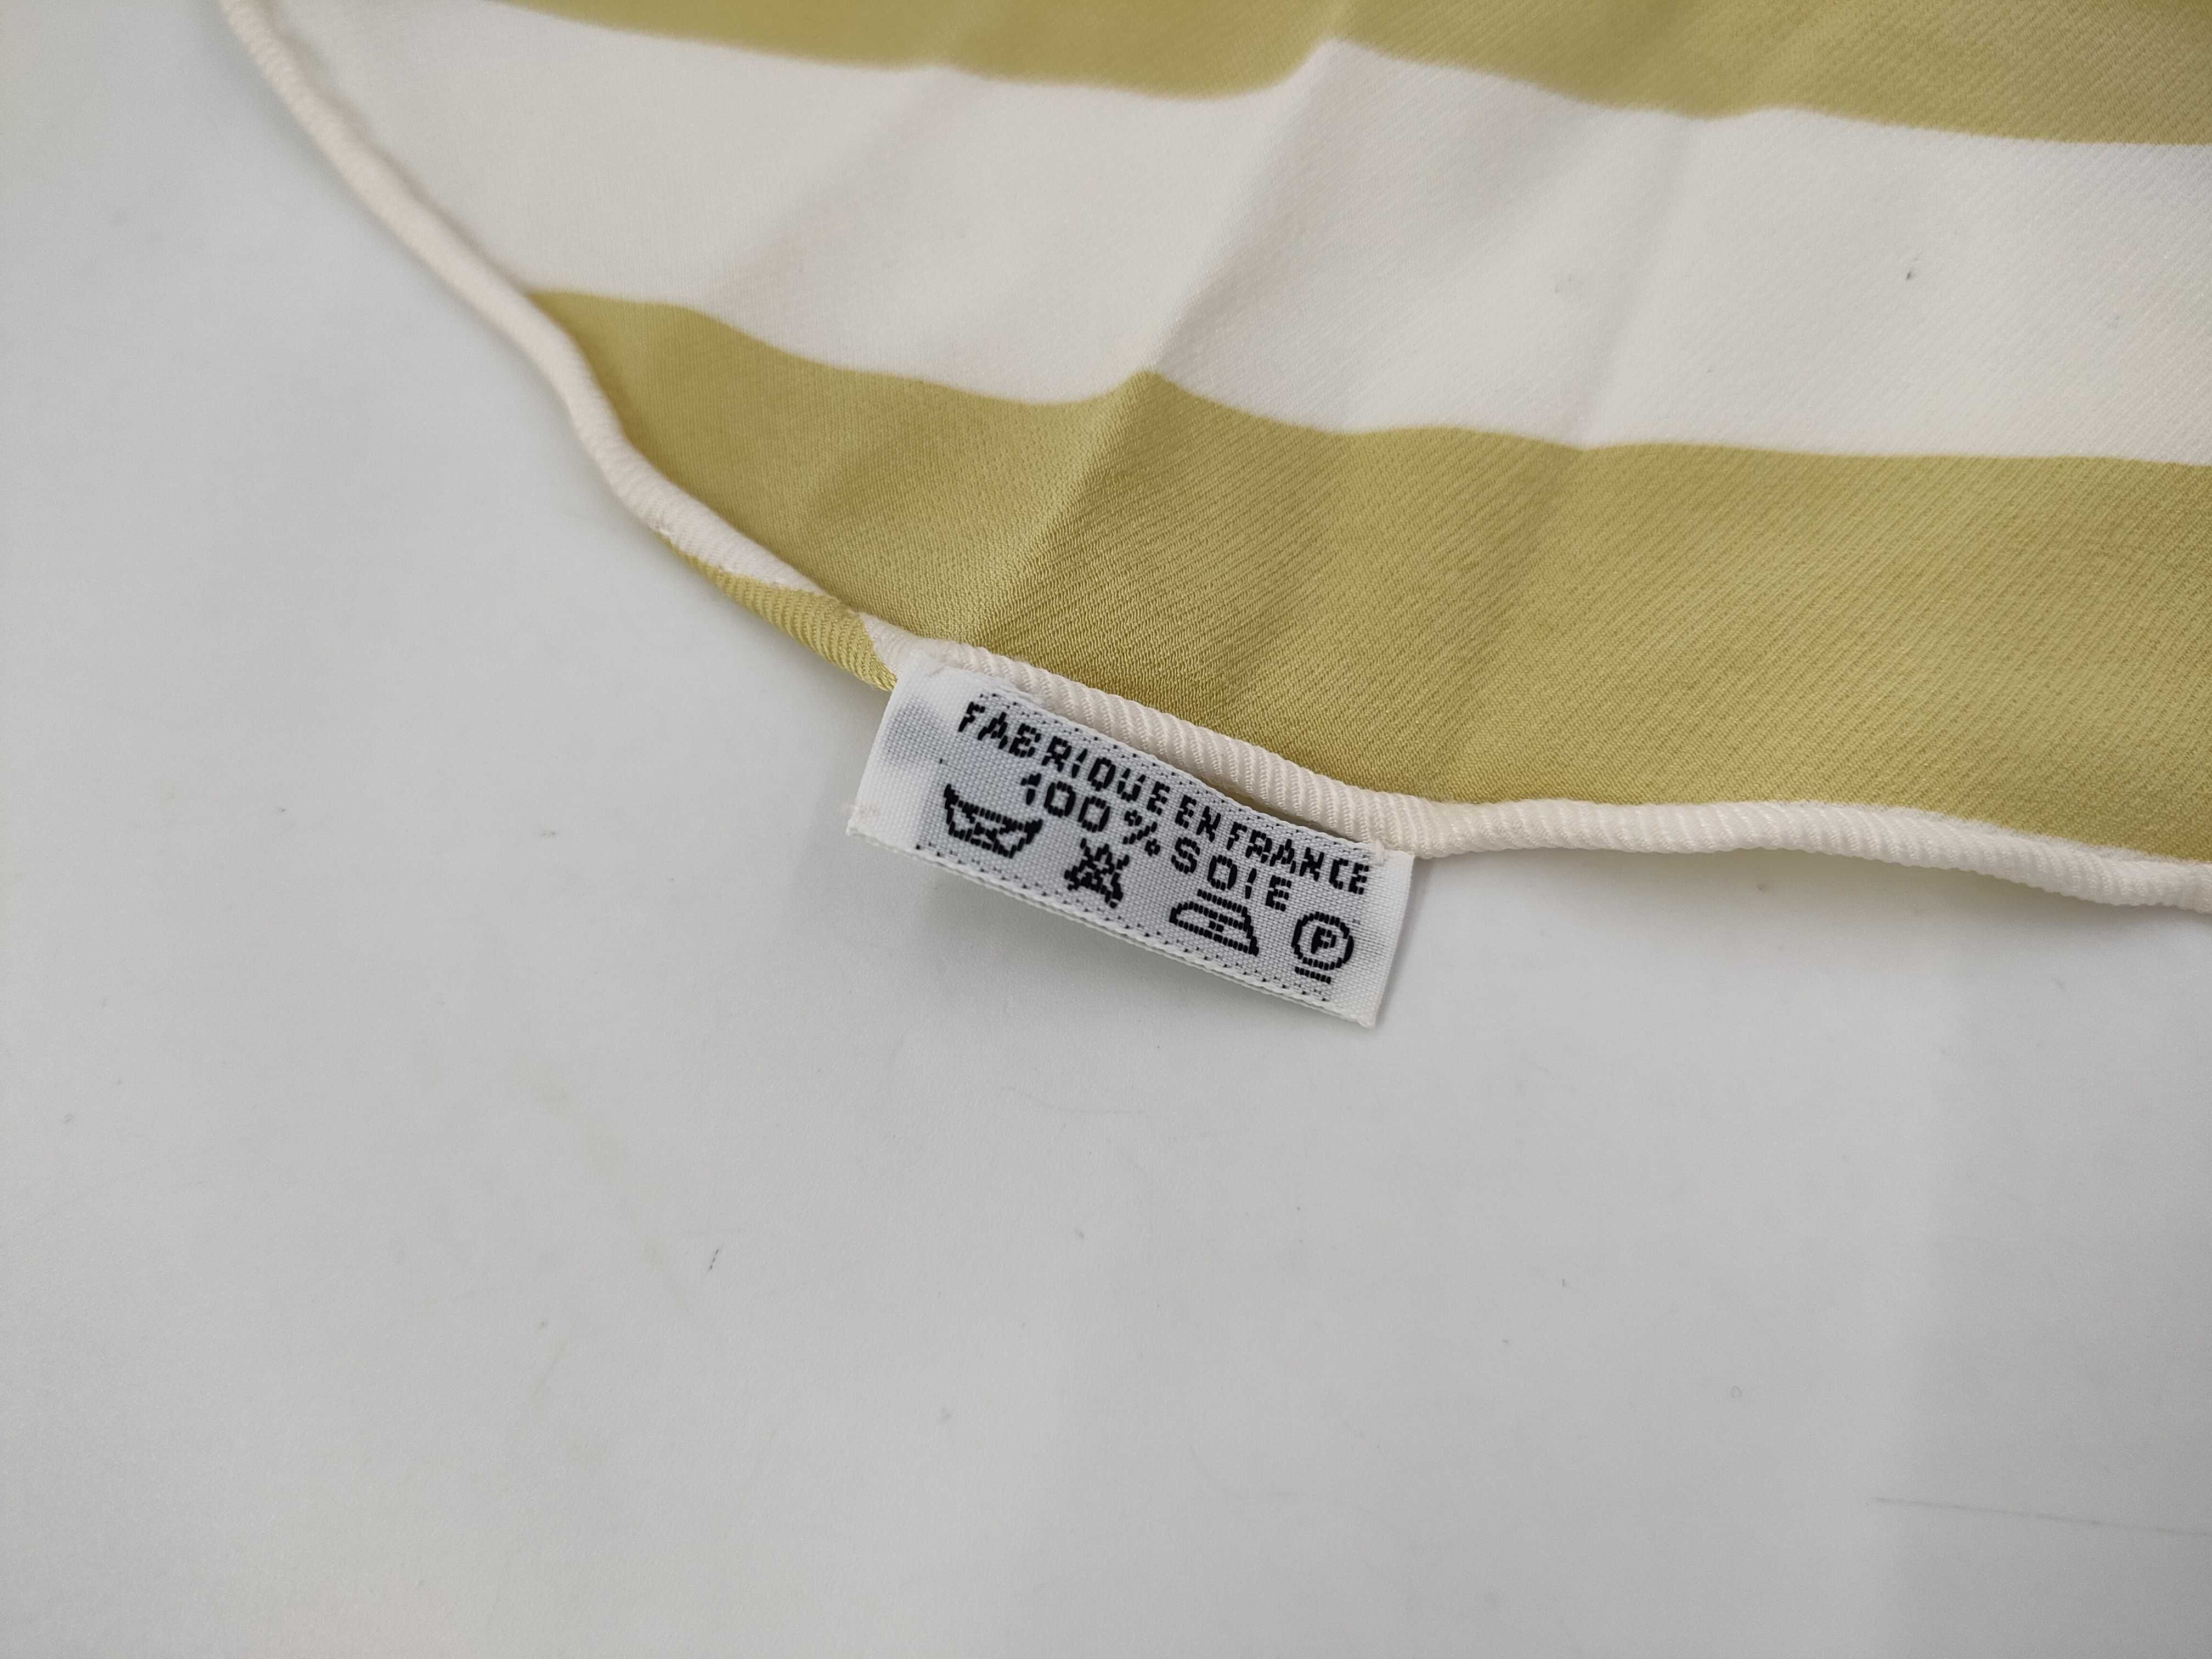 FABRIQUE EN FRANCE
100% SOIE
P